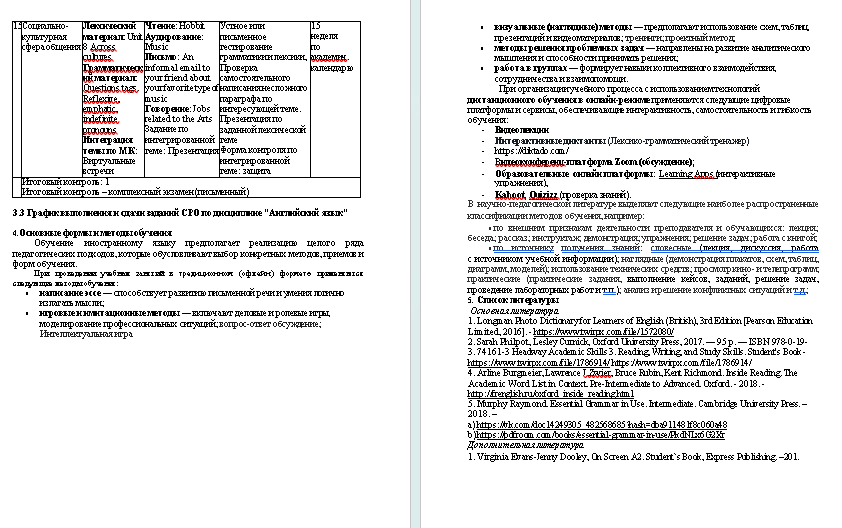 15
Социально-культурная сфера общения
Лексический
материал: Unit
8 Across
cultures.
Грамматический
материал:
Questions tags.
Reflexive,
emphatic,
indefinite
pronouns
Интеграция
темы по МК:
Виртуальные
встречи
Чтение: Hobbit
Аудирование:
Music
Письмо: An
informal email to
your friend about
your favorite type of
music
Говорение: Jobs
related to the Arts
Задание по
интегрированной
теме: Презентация
Устное или
письменное
тестирование
грамматики и лексики,
Проверка
самостоятельного
написания эссе/ного
параграфа по
интересующей теме.
Презентация по
заданной лексической
теме
Форма контроля по
интегрированной
теме: защита
15
неделя
по
академич.
календарю
Итоговый контроль: 1
Итоговый контроль – комплексный экзамен (письменный)
3.3 График выполнения и сдачи заданий СРО по дисциплине "Английский язык"
4. Основные формы и методы обучения
Обучение иностранному языку предполагает реализацию целого ряда
педагогических подходов, которые обусловливают выбор конкретных методов, приемов и
форм обучения.
При проведении учебных занятий в традиционном (офлайн) формате применяются
следующие методы обучения:
• написание эссе — способствует развитию письменной речи и умения логично
излагать мысли;
• игровые и имитационные методы — включают деловые и ролевые игры,
моделирование профессиональных ситуаций; вопрос-ответ обсуждение;
Интеллектуальная игра
• визуальные (наглядные) методы — предполагают использование схем, таблиц,
презентаций и видеоматериалов; тренинги; проектный метод;
• методы решения проблемных задач — направлены на развитие аналитического
мышления и способности принимать решения;
• работа в группах — формирует навыки коллективного взаимодействия,
сотрудничества и взаимопомощи.
При организации учебного процесса с использованием технологий
дистанционного обучения в онлайн-режиме применяются следующие цифровые
платформы и сервисы, обеспечивающие интерактивность, самостоятельность и гибкость
обучения:
- Видеолекции
- Интерактивные диктанты (Лексико-грамматический тренажер)
- https://diktado.com/
- Видеоконференц-платформа Zoom (обсуждение);
- Образовательные онлайн платформы: Learning Apps (интерактивные
упражнения),
- Kahoot, Quizizz (проверка знаний).
В научно-педагогической литературе выделяют следующие наиболее распространенные
классификации методов обучения, например:
• по внешним признакам деятельности преподавателя и обучающихся: лекция;
беседа; рассказ; инструктаж; демонстрация; упражнения; решение задач; работа с книгой;
• по источнику получения знаний: словесные (лекция, дискуссия, работа
с источником учебной информации); наглядные (демонстрация плакатов, схем, таблиц,
диаграмм, моделей); использование технических средств; просмотр кино- и телепрограмм;
практические (практические задания, выполнение кейсов, заданий, решение задач,
проведение лабораторных работ и т.п.); анализ и решение конфликтных ситуаций и т.д.;
5. Список литературы
Основная литература
1. Longman Photo Dictionary for Learners of English (British), 3rd Edition [Pearson Education
Limited, 2016]. - https://www.twirpx.com/file/1572080/
2. Sarah Philpot, Lesley Curnick, Oxford University Press, 2017. — 95 p. — ISBN 978-0-19-
3. 74161-3 Headway Academic Skills 3. Reading, Writing, and Study Skills. Student's Book -
https://www.twirpx.com/file/1786914/ https://www.twirpx.com/file/1786914/
4. Arline Burgmeier, Lawrence J.Zwier, Bruce Rubin, Kent Richmond. Inside Reading. The
Academic Word List in Context. Pre-Intermediate to Advanced. Oxford. - 2018. -
http://frenglish.ru/oxford_inside_reading.html
5. Murphy Raymond. Essential Grammar in Use. Intermediate. Cambridge University Press. –
2018. –
a) https://vk.com/doc14249305_482568685?hash=dba911481f8c060a48
b) https://pdfroom.com/books/essential-grammar-in-use/PkdNLx6G2Xr
Дополнительная литература
1. Virginia Evans-Jenny Dooley, On Screen A2. Student`s Book, Express Publishing. –201.